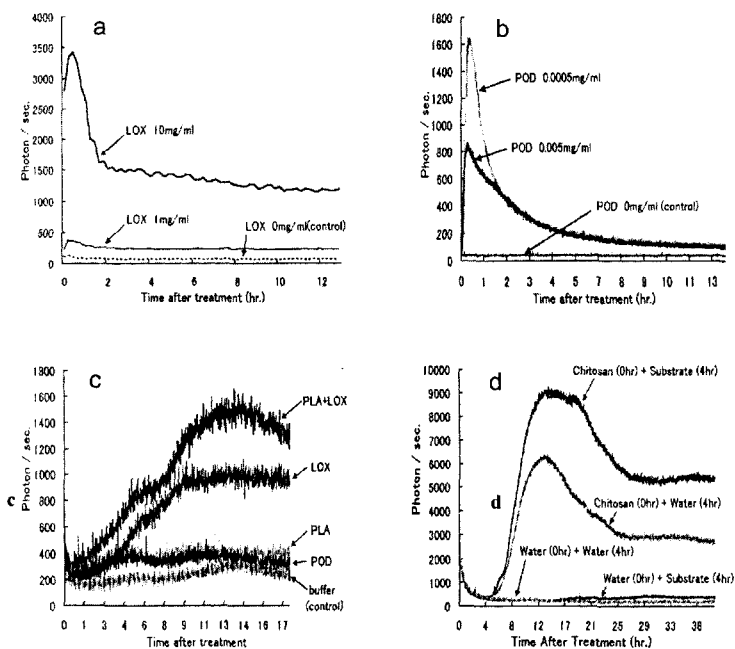 a
4000
3500
3000
2500
2000
1500
1000
500
0
Photon / sec.
LOX 10mg/ml
LOX 1mg/ml
LOX 0mg/ml(control)
0 2 4 6 8 10 12
Time after treatment (hr.)
b
1800
1600
1400
1200
1000
800
600
400
200
0
Photon / sec.
POD 0.0005mg/ml
POD 0.005mg/ml
POD 0mg/ml (control)
0 1 2 3 4 5 6 7 8 9 11 12 13
Time after treatment (hr.)
c
1800
1600
1400
1200
1000
800
600
400
200
0
Photon / sec.
c
PLA+LOX
LOX
PLA
POD
buffer
(control)
0 1 3 4 5 6 8 9 10 11 13 14 16 17
Time after treatment
d
10000
9000
8000
7000
6000
5000
4000
3000
2000
1000
0
Photon / sec.
d
Chitosan (0hr) + Substrate (4hr)
Chitosan (0hr) + Water (4hr)
Water (0hr) + Water (4hr)
Water (0hr) + Substrate (4hr)
0 4 8 12 16 21 25 29 33 38
Time After Treatment (hr.)